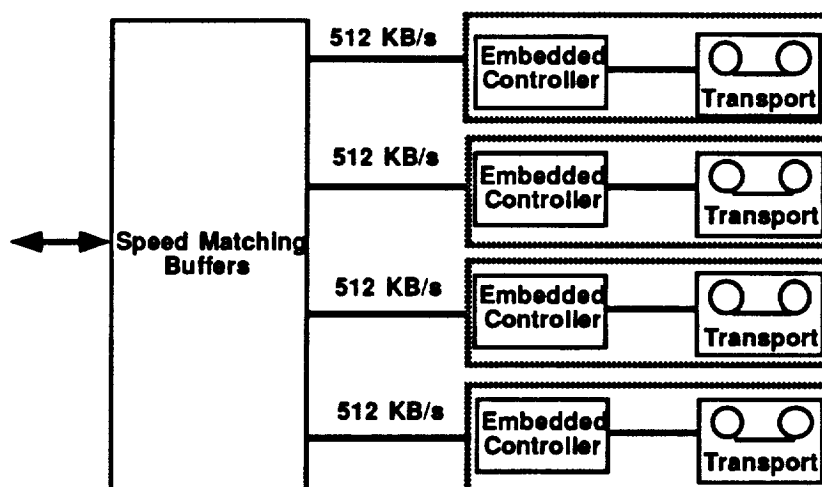 512 KB/s
Embedded
Controller
Transport
512 KB/s
Embedded
Controller
Transport
Speed Matching
Buffers
512 KB/s
Embedded
Controller
Transport
512 KB/s
Embedded
Controller
Transport